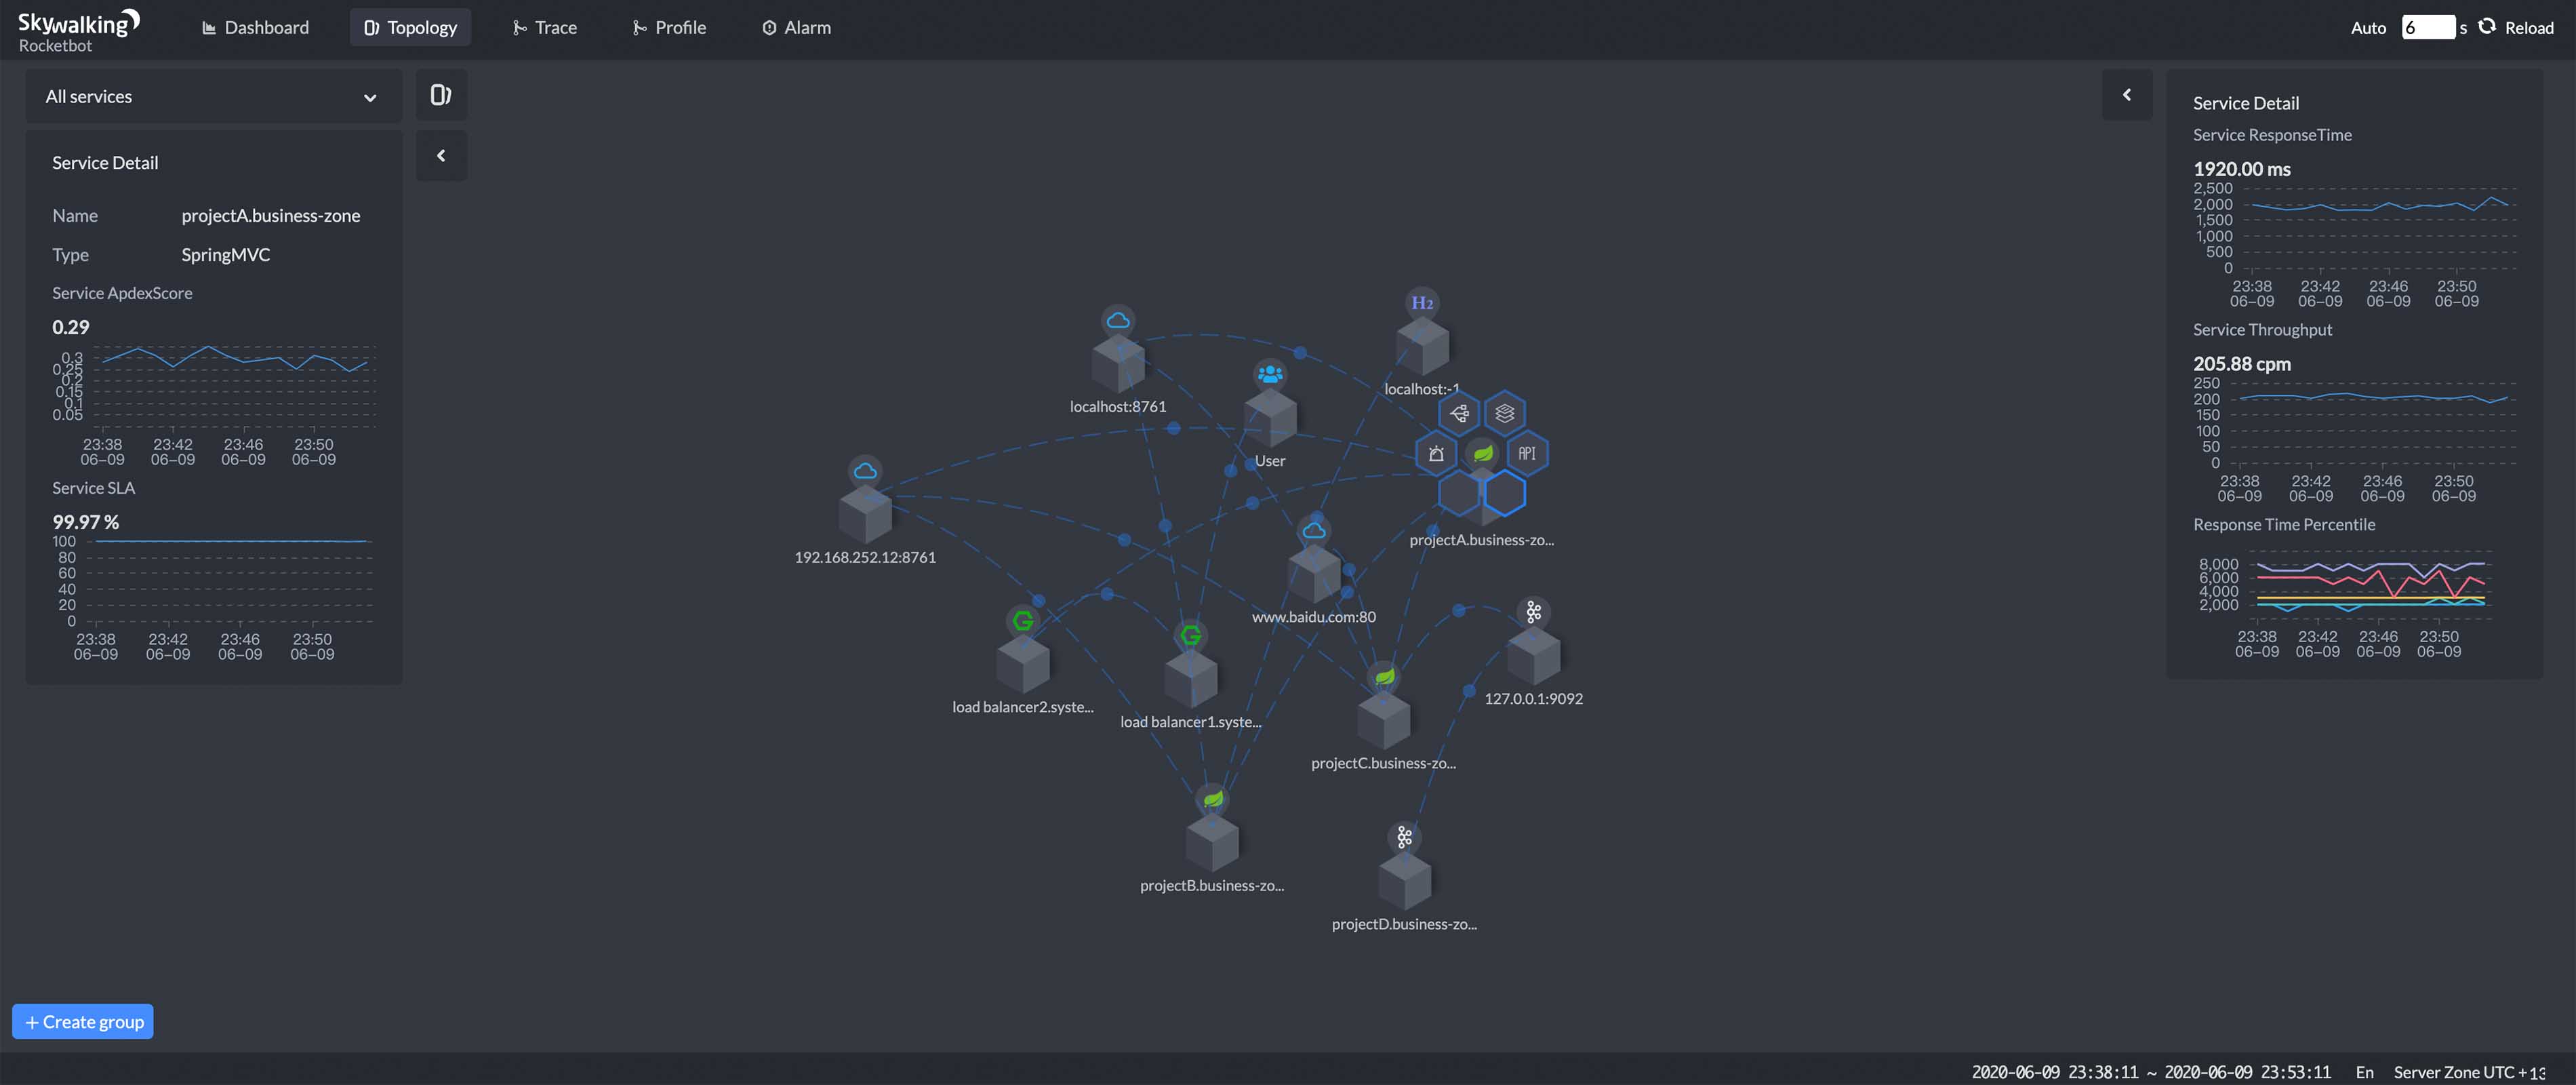 Skywalking
Rocketbot
Dashboard
Topology
Trace
Profile
Alarm
Auto 6 s Reload
All services
Service Detail
Name projectA.business-zone
Type SpringMVC
Service ApdexScore
0.29
0.3
0.25
0.2
0.15
0.1
0.05
23:38 23:42 23:46 23:50
06-09 06-09 06-09 06-09
Service SLA
99.97 %
100
80
60
40
20
0
23:38 23:42 23:46 23:50
06-09 06-09 06-09 06-09
H2
localhost:-1
localhost:8761
User
API
192.168.252.12:8761
projectA.business-zo...
www.baidu.com:80
load balancer2.syste...
load balancer1.syste...
127.0.0.1:9092
projectC.business-zo...
projectB.business-zo...
projectD.business-zo...
Service Detail
Service ResponseTime
1920.00 ms
2,500
2,000
1,500
1,000
500
0
23:38 23:42 23:46 23:50
06-09 06-09 06-09 06-09
Service Throughput
205.88 cpm
250
200
150
100
50
0
23:38 23:42 23:46 23:50
06-09 06-09 06-09 06-09
Response Time Percentile
8,000
6,000
4,000
2,000
23:38 23:42 23:46 23:50
06-09 06-09 06-09 06-09
+ Create group
2020-06-09 23:38:11 ~ 2020-06-09 23:53:11 En Server Zone UTC +13